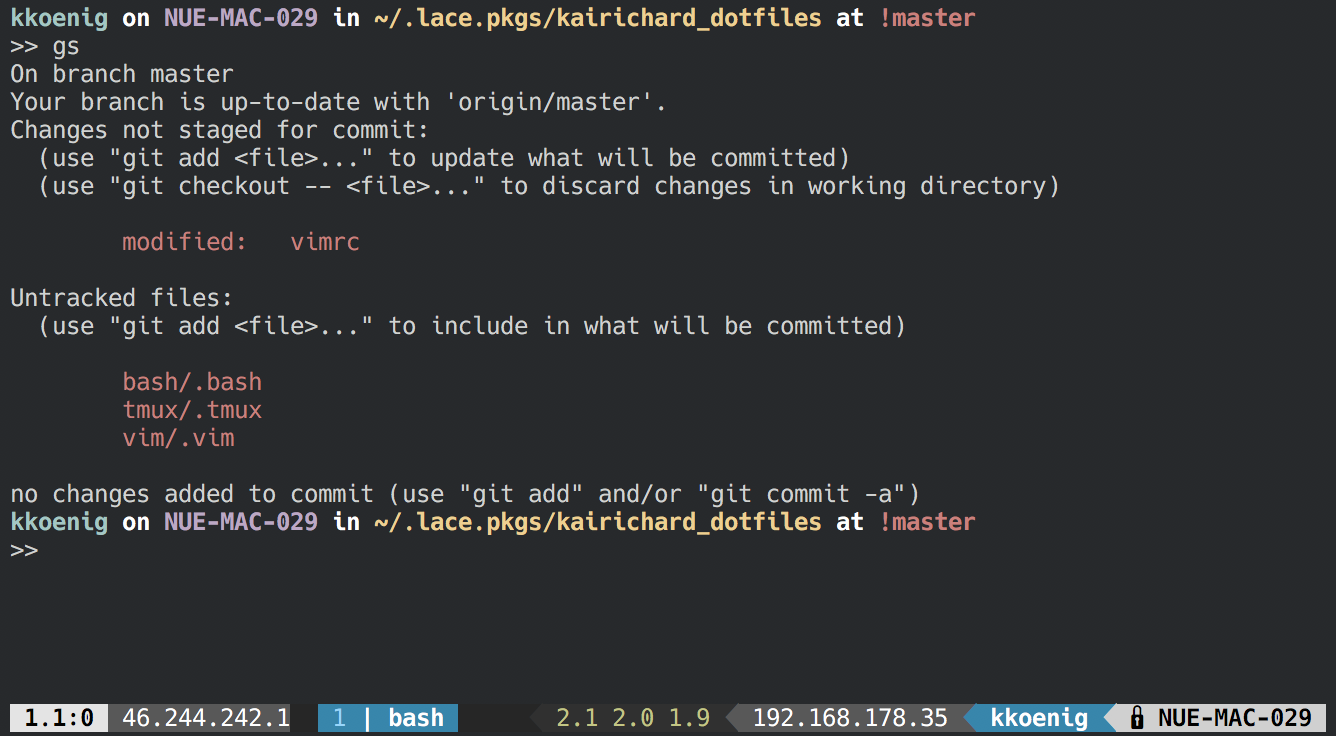 kkoenig on NUE-MAC-029 in ~/.lace.pkgs/kairichard_dotfiles at !master
>> gs
On branch master
Your branch is up-to-date with 'origin/master'.
Changes not staged for commit:
  (use "git add <file>..." to update what will be committed)
  (use "git checkout -- <file>..." to discard changes in working directory)

        modified:   vimrc

Untracked files:
  (use "git add <file>..." to include in what will be committed)

        bash/.bash
        tmux/.tmux
        vim/.vim

no changes added to commit (use "git add" and/or "git commit -a")
kkoenig on NUE-MAC-029 in ~/.lace.pkgs/kairichard_dotfiles at !master
>>
1.1:0 46.244.242.1 1 | bash 2.1 2.0 1.9 192.168.178.35 kkoenig NUE-MAC-029